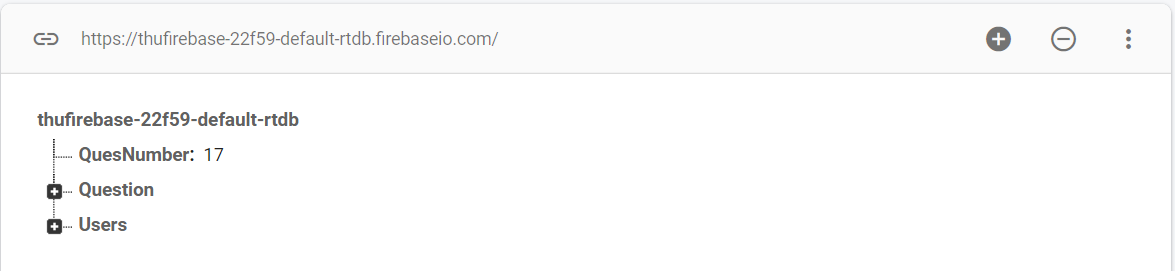 https://thufirebase-22f59-default-rtdb.firebaseio.com/
thufirebase-22f59-default-rtdb
QuesNumber: 17
Question
Users